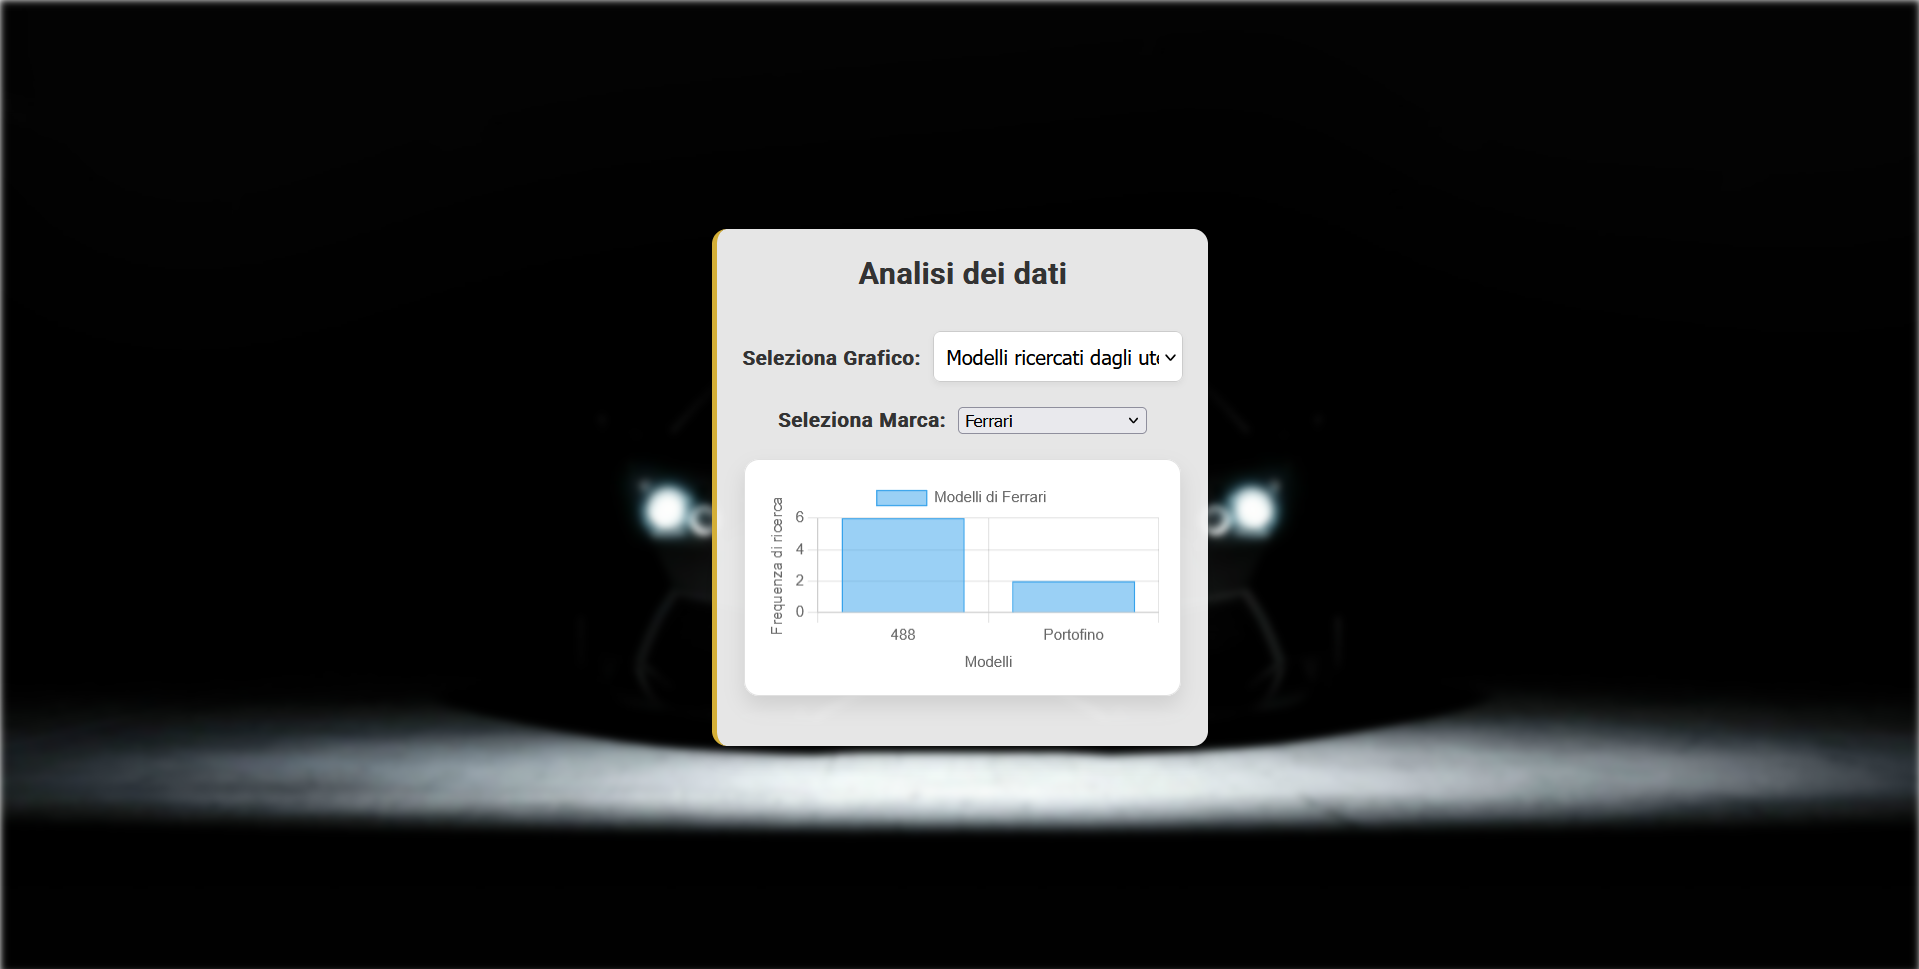 Analisi dei dati
Seleziona Grafico: Modelli ricercati dagli ute
Seleziona Marca: Ferrari
Modelli di Ferrari
Frequenza di ricerca
6
4
2
0
488 Portofino
Modelli